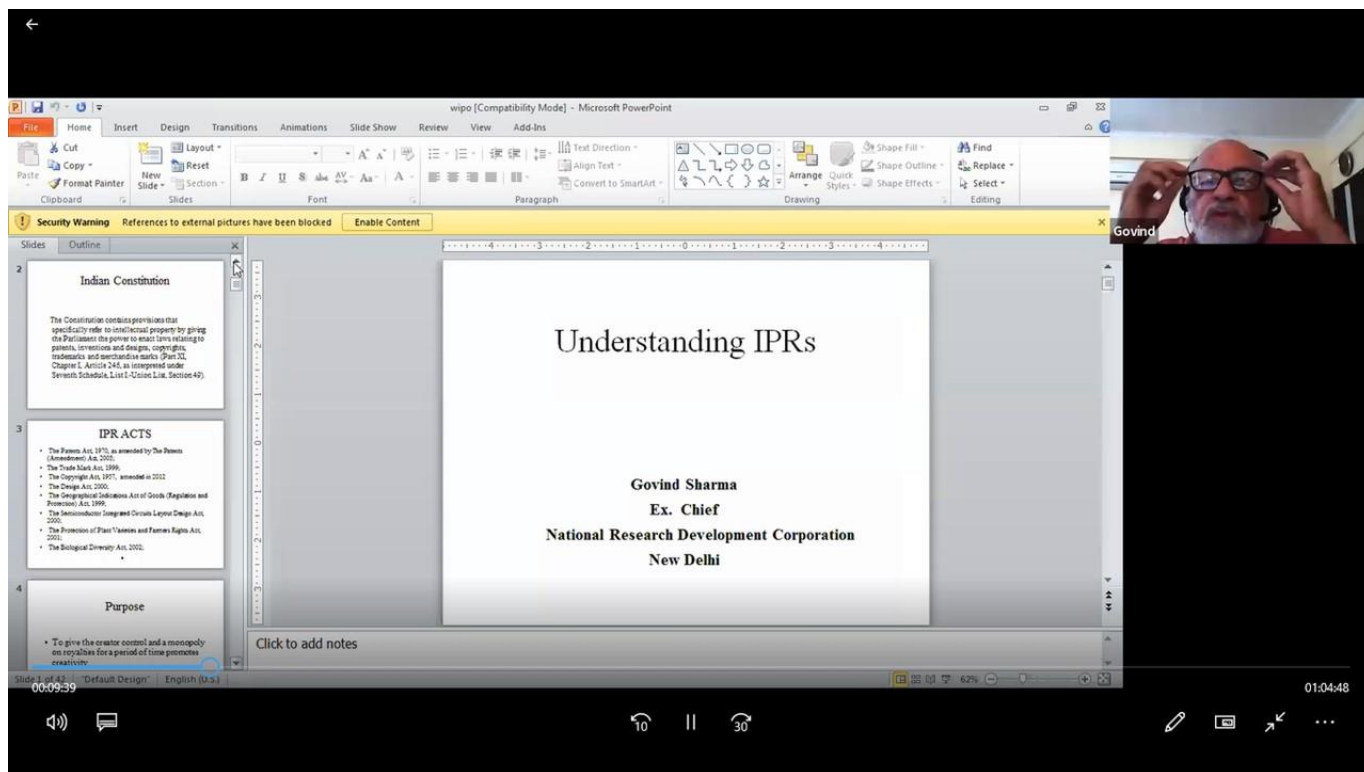 wipo [Compatibility Mode] - Microsoft PowerPoint
File Home Insert Design Transitions Animations Slide Show Review View Add-Ins
Paste
Cut
Copy
Format Painter
Clipboard
New Slide
Layout
Reset
Section
Slides
B I U S abc AV Aa A
Font
Text Direction
Align Text
Convert to SmartArt
Paragraph
Arrange
Quick Styles
Shape Fill
Shape Outline
Shape Effects
Drawing
Find
Replace
Select
Editing
Govind
Security Warning References to external pictures have been blocked Enable Content
Slides Outline
2
Indian Constitution
The Constitution contains provisions that
specifically refer to intellectual property by giving
the Parliament the power to enact laws relating to
patents, inventions and designs, copyrights,
trademarks and merchandise marks (Part XI,
Chapter I, Article 246, as interpreted under
Seventh Schedule, List I-Union List, Section 49).
3
IPR ACTS
• The Patents Act, 1970, as amended by The Patents
(Amendment) Act, 2005;
• The Trade Mark Act, 1999;
• The Copyright Act, 1957, amended in 2012
• The Design Act, 2000;
• The Geographical Indications Act of Goods (Regulation and
Protection) Act, 1999;
• The Semiconductor Integrated Circuits Layout Design Act,
2000;
• The Protection of Plant Varieties and Farmers Rights Act,
2001;
• The Biological Diversity Act, 2002;
4
Purpose
• To give the creator control and a monopoly
on royalties for a period of time promotes
creativity
Understanding IPRs
Govind Sharma
Ex. Chief
National Research Development Corporation
New Delhi
Click to add notes
Slide 1 of 42 "Default Design" English (U.S.)
62%
00:09:39
01:04:48
10
30